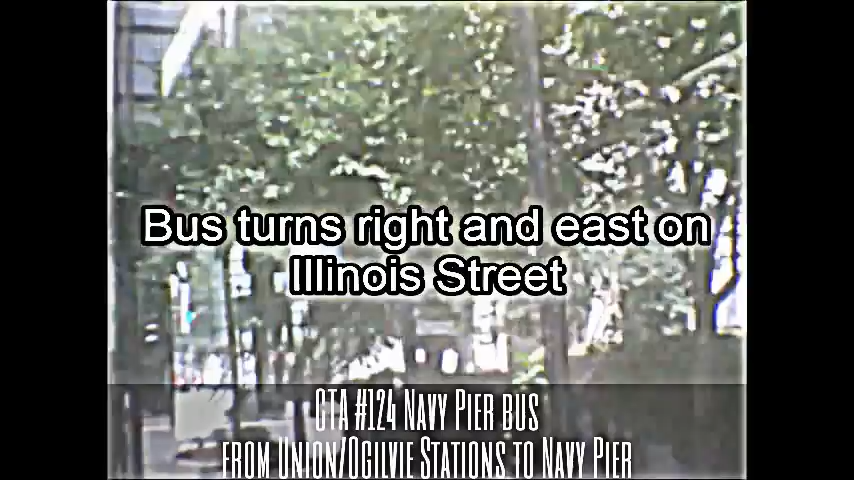 Bus turns right and east on
Illinois Street
CTA #124 Navy Pier bus
from Union/Ogilvie Stations to Navy Pier